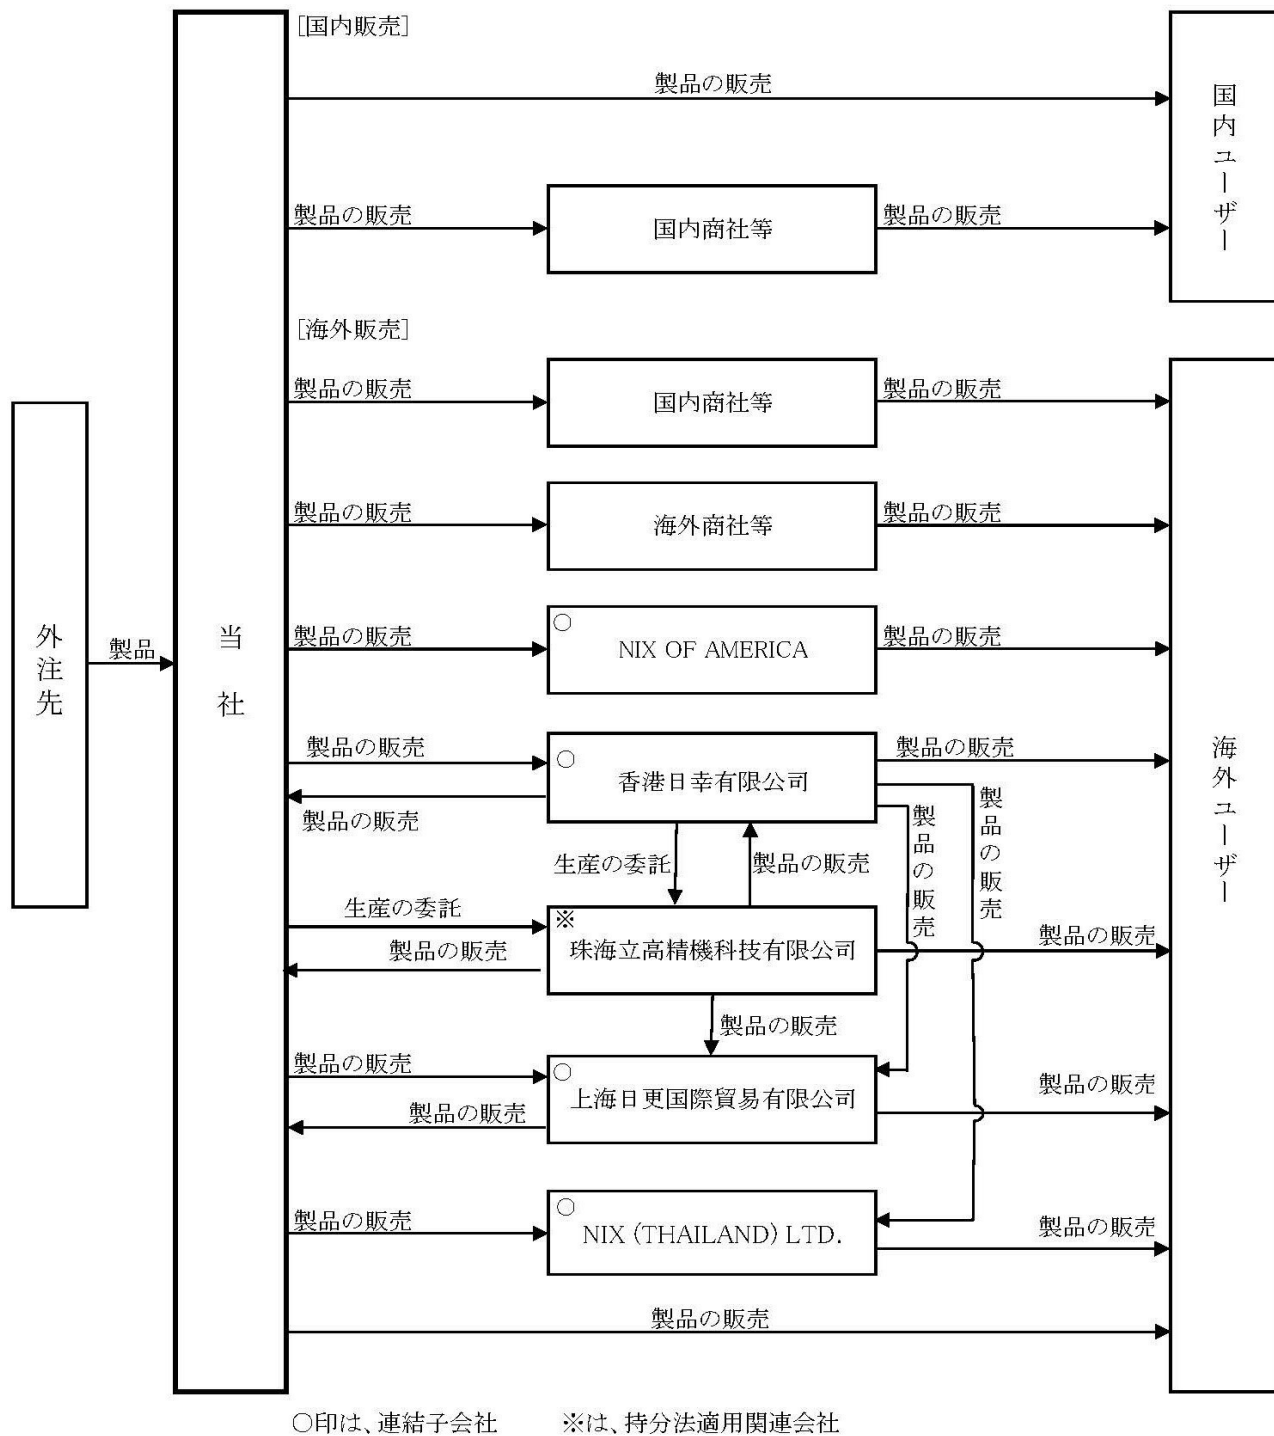 [国内販売]
製品の販売
国内ユーザー
製品の販売
国内商社等
製品の販売
[海外販売]
製品の販売
国内商社等
製品の販売
製品の販売
海外商社等
製品の販売
外注先
製品
当社
製品の販売
○
NIX OF AMERICA
製品の販売
海外ユーザー
製品の販売
○
香港日幸有限公司
製品の販売
製品の販売
製品の販売
製品の販売
生産の委託
製品の販売
生産の委託
※
珠海立高精機科技有限公司
製品の販売
製品の販売
製品の販売
製品の販売
○
上海日更国際貿易有限公司
製品の販売
製品の販売
製品の販売
○
NIX (THAILAND) LTD.
製品の販売
製品の販売
○印は、連結子会社 ※は、持分法適用関連会社